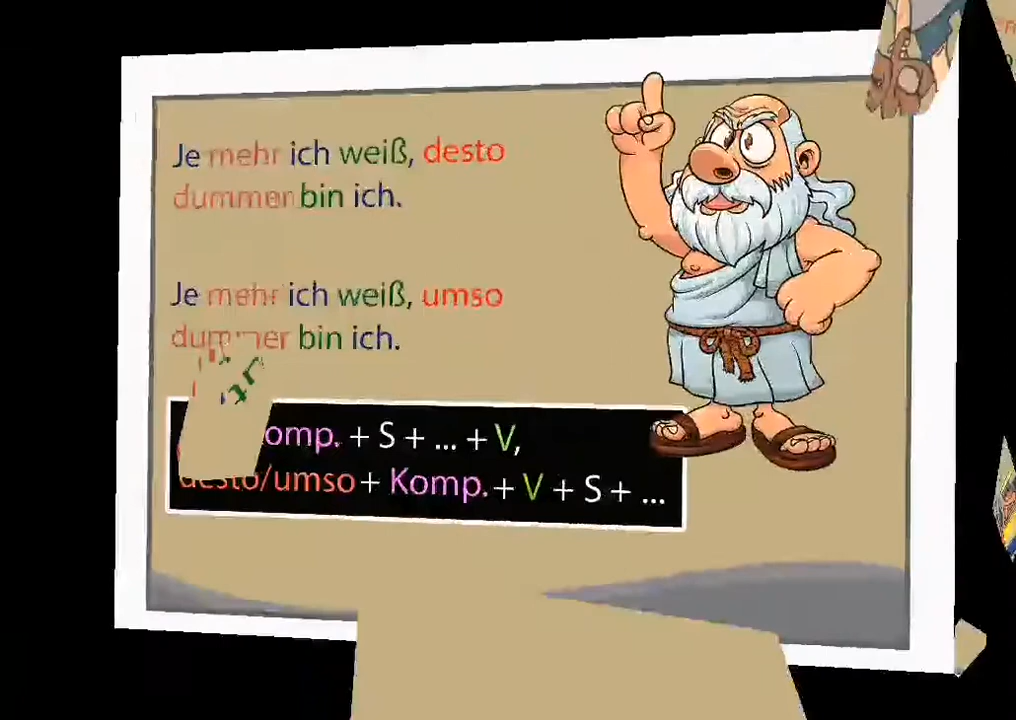 Je mehr ich weiß, desto
dummer bin ich.
Je mehr ich weiß, umso
dummer bin ich.
omp. + S + ... + V,
desto/umso + Komp. + V + S + ...